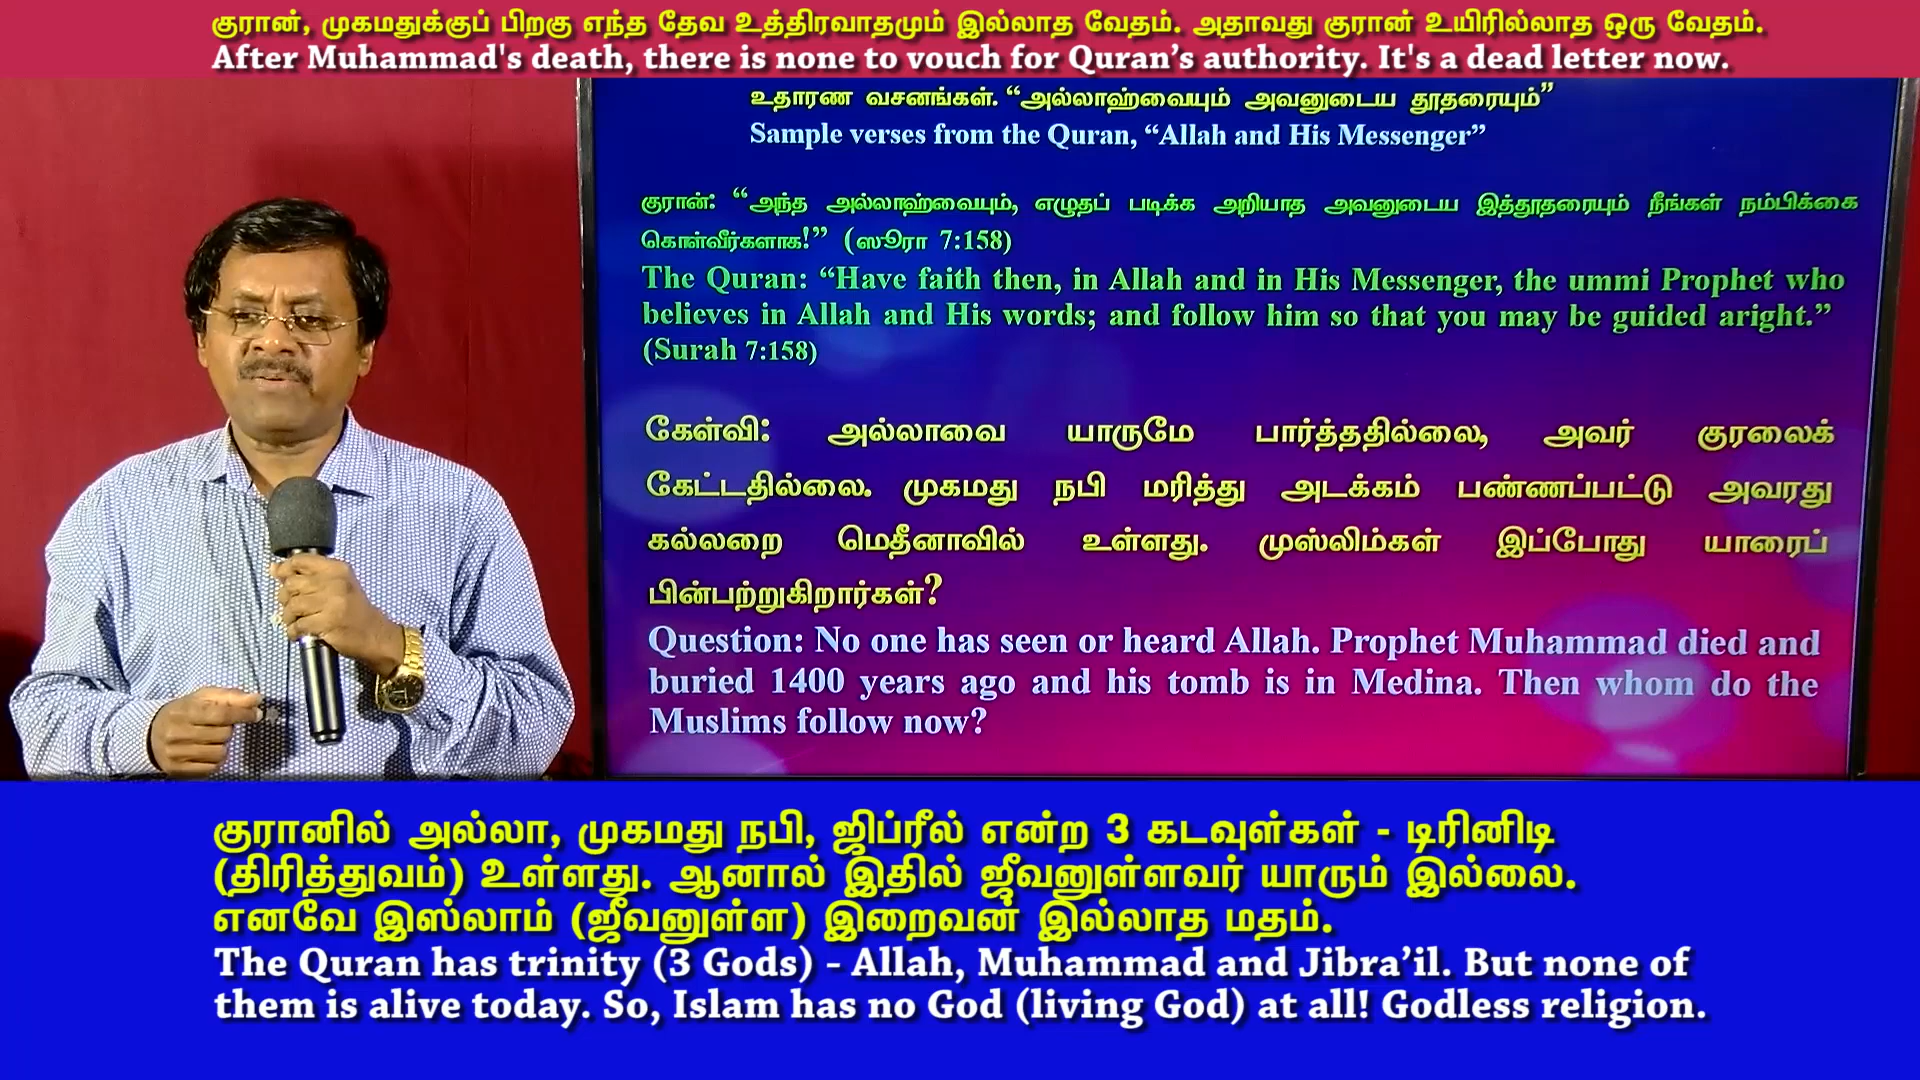 குரான், முகமதுக்குப் பிறகு எந்த தேவ உத்திரவாதமும் இல்லாத வேதம். அதாவது குரான் உயிரில்லாத ஒரு வேதம்.
After Muhammad's death, there is none to vouch for Quran’s authority. It's a dead letter now.
உதாரண வசனங்கள். “அல்லாஹ்வையும் அவனுடைய தூதரையும்”
Sample verses from the Quran, “Allah and His Messenger”
குரான்: “அந்த அல்லாஹ்வையும், எழுதப் படிக்க அறியாத அவனுடைய இத்தூதரையும் நீங்கள் நம்பிக்கை
கொள்வீர்களாக!” (ஸூரா 7:158)
The Quran: “Have faith then, in Allah and in His Messenger, the ummi Prophet who
believes in Allah and His words; and follow him so that you may be guided aright.”
(Surah 7:158)
கேள்வி: அல்லாவை யாருமே பார்த்ததில்லை, அவர் குரலைக்
கேட்டதில்லை. முகமது நபி மரித்து அடக்கம் பண்ணப்பட்டு அவரது
கல்லறை மெதீனாவில் உள்ளது. முஸ்லிம்கள் இப்போது யாரைப்
பின்பற்றுகிறார்கள்?
Question: No one has seen or heard Allah. Prophet Muhammad died and
buried 1400 years ago and his tomb is in Medina. Then whom do the
Muslims follow now?
குரானில் அல்லா, முகமது நபி, ஜிப்ரீல் என்ற 3 கடவுள்கள் - டிரினிடி
(திரித்துவம்) உள்ளது. ஆனால் இதில் ஜீவனுள்ளவர் யாரும் இல்லை.
எனவே இஸ்லாம் (ஜீவனுள்ள) இறைவன் இல்லாத மதம்.
The Quran has trinity (3 Gods) - Allah, Muhammad and Jibra’il. But none of
them is alive today. So, Islam has no God (living God) at all! Godless religion.